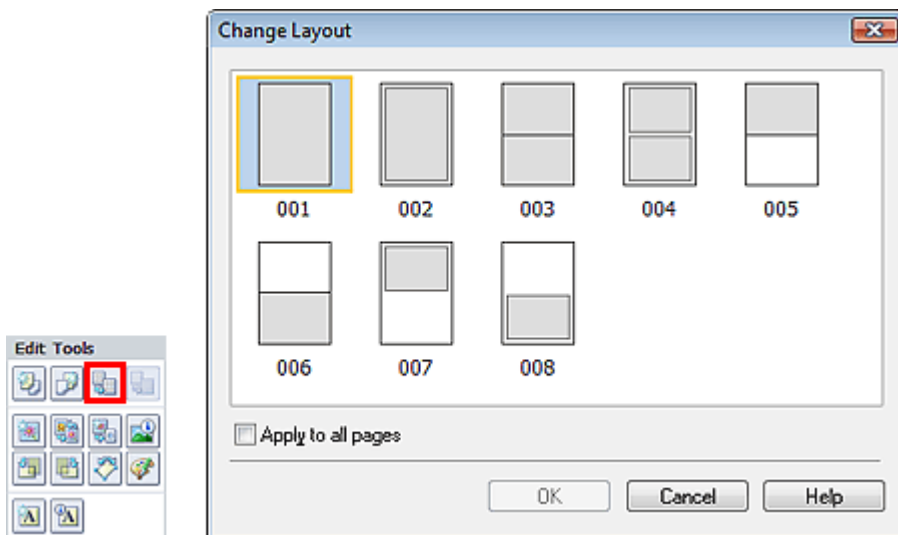 Change Layout
001 002 003 004 005
006 007 008
Edit Tools
Apply to all pages
OK Cancel Help
A A